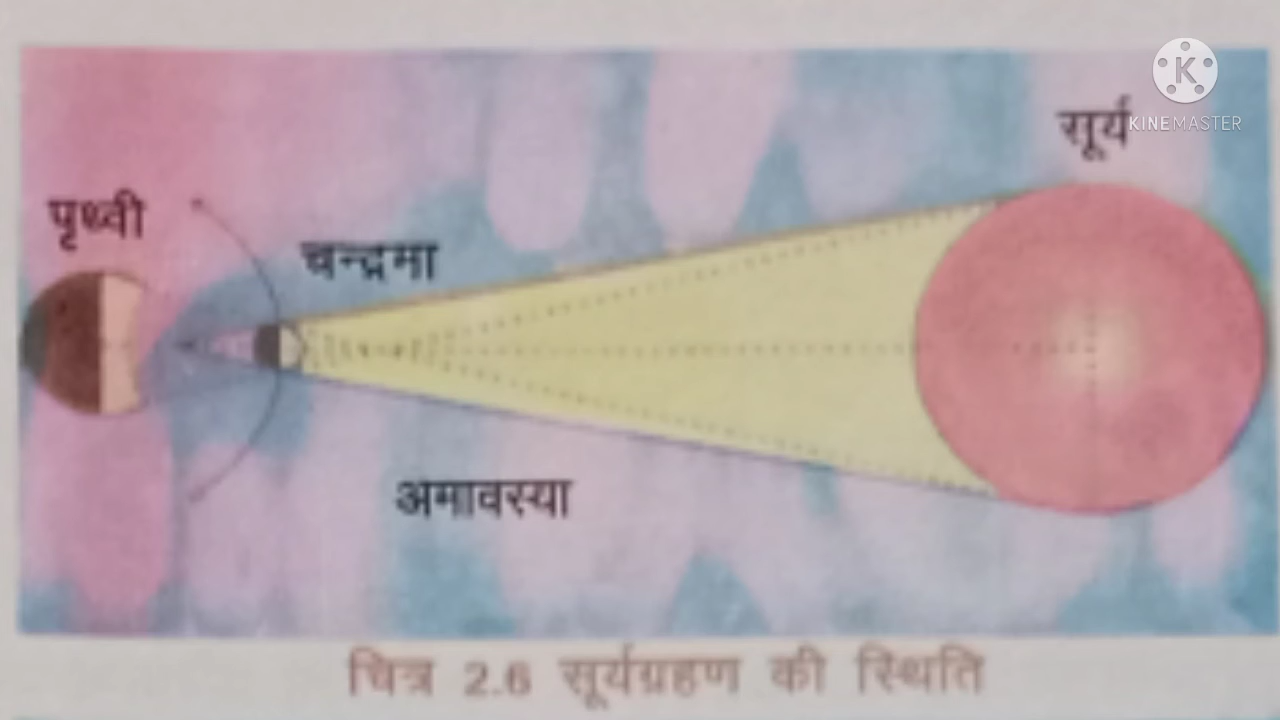 सूर्य
K
KINEMASTER
पृथ्वी
चन्द्रमा
अमावस्या
चित्र 2.6 सूर्यग्रहण की स्थिति